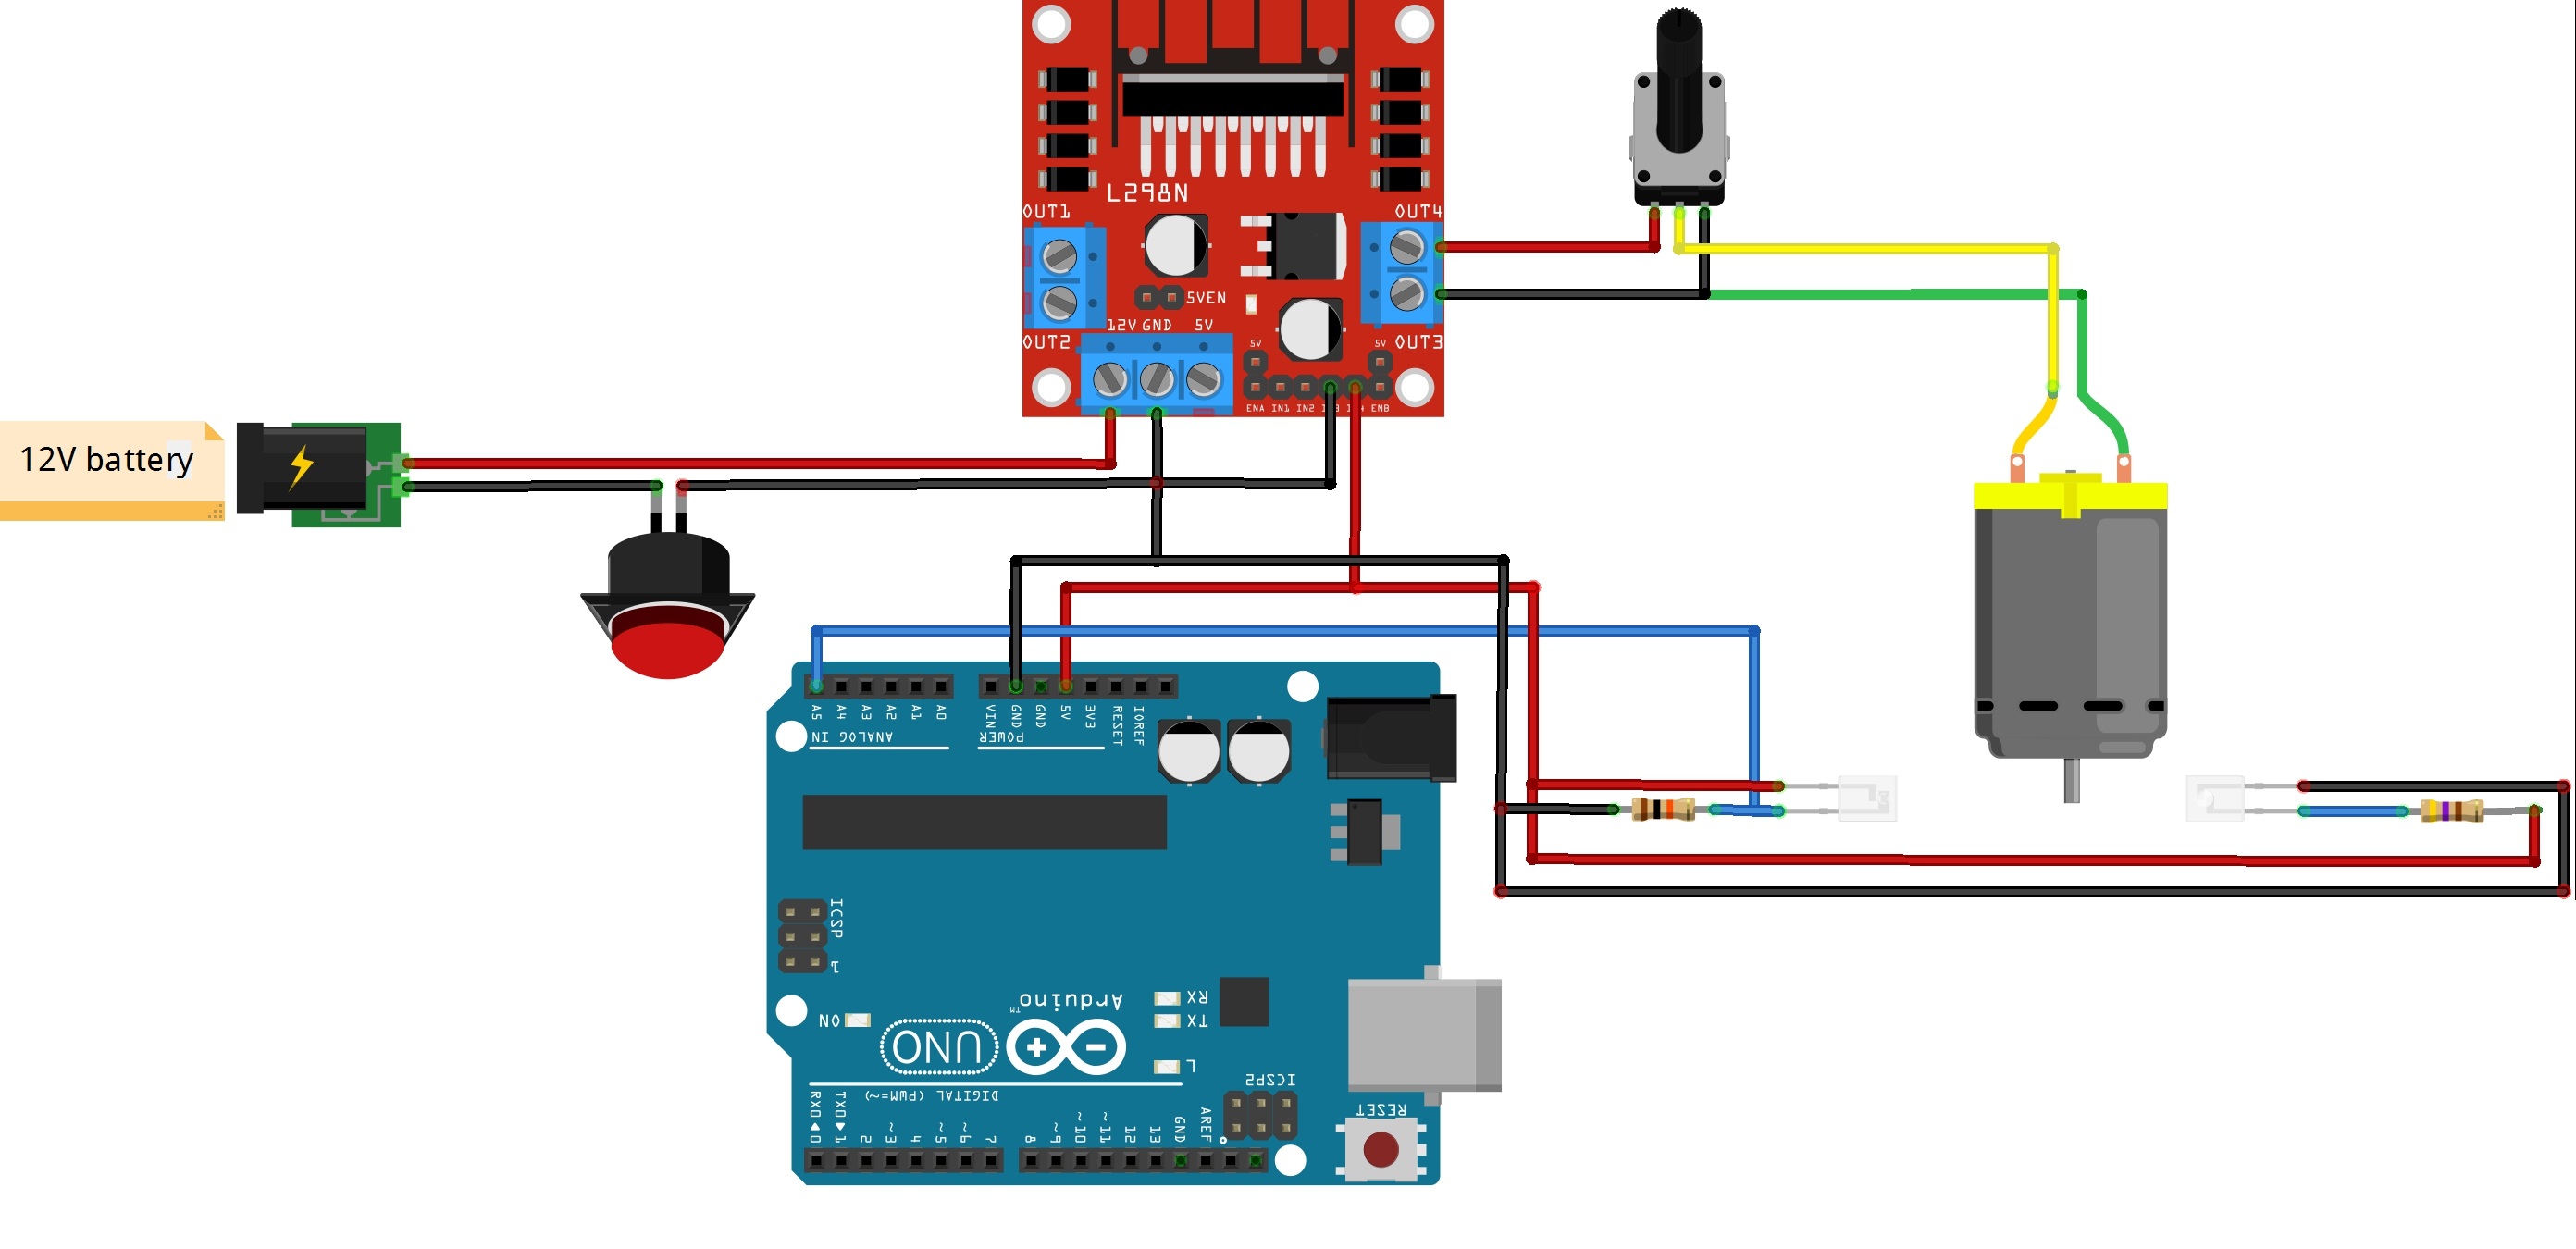 L298N
OUT1
OUT4
5VEN
12V GND 5V
5V
5V
OUT2
OUT3
ENA IN1 IN2 ENB
12V battery
A5 A4 A3 A2 A1 A0
VIN GND GND 5V 3V3 RESET IOREF
ANALOG IN
POWER
ICSP
1
Arduino
TM
RX
TX
ON
UNO
L
ICSP2
DIGITAL (PWM=~)
RESET
RX0 0 TX0 1 2 ~3 4 ~5 ~6 7 8 ~9 ~10 ~11 12 13 GND AREF